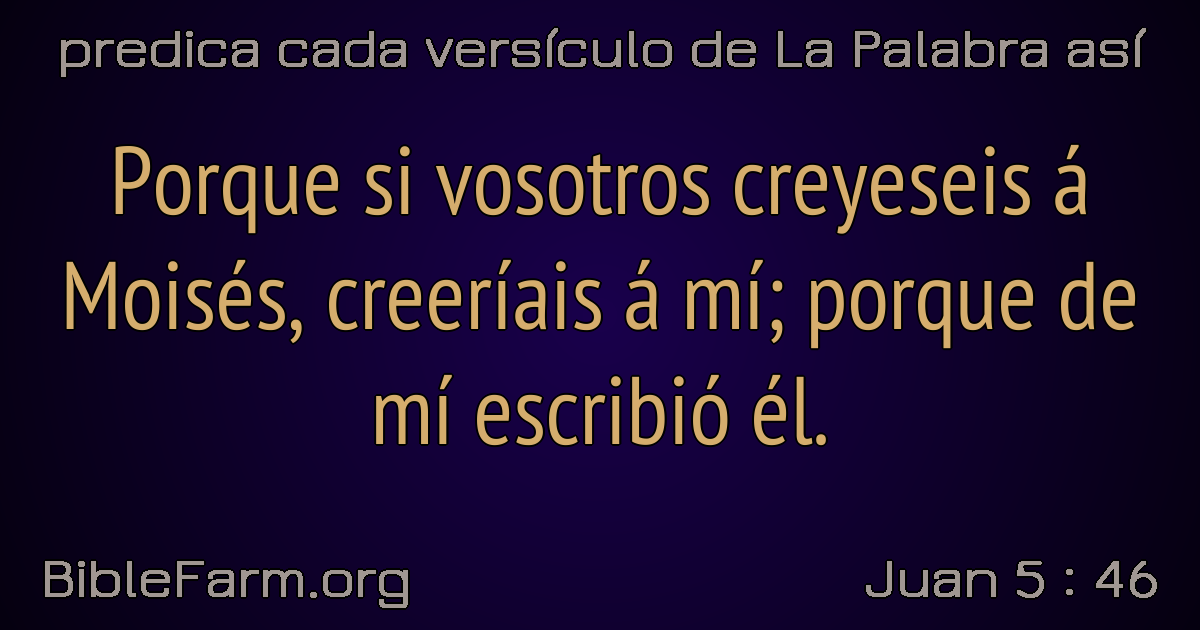 predica cada versículo de La Palabra así
Porque si vosotros creyeseis á
Moisés, creeríais á mí; porque de
mí escribió él.
BibleFarm.org
Juan 5 : 46